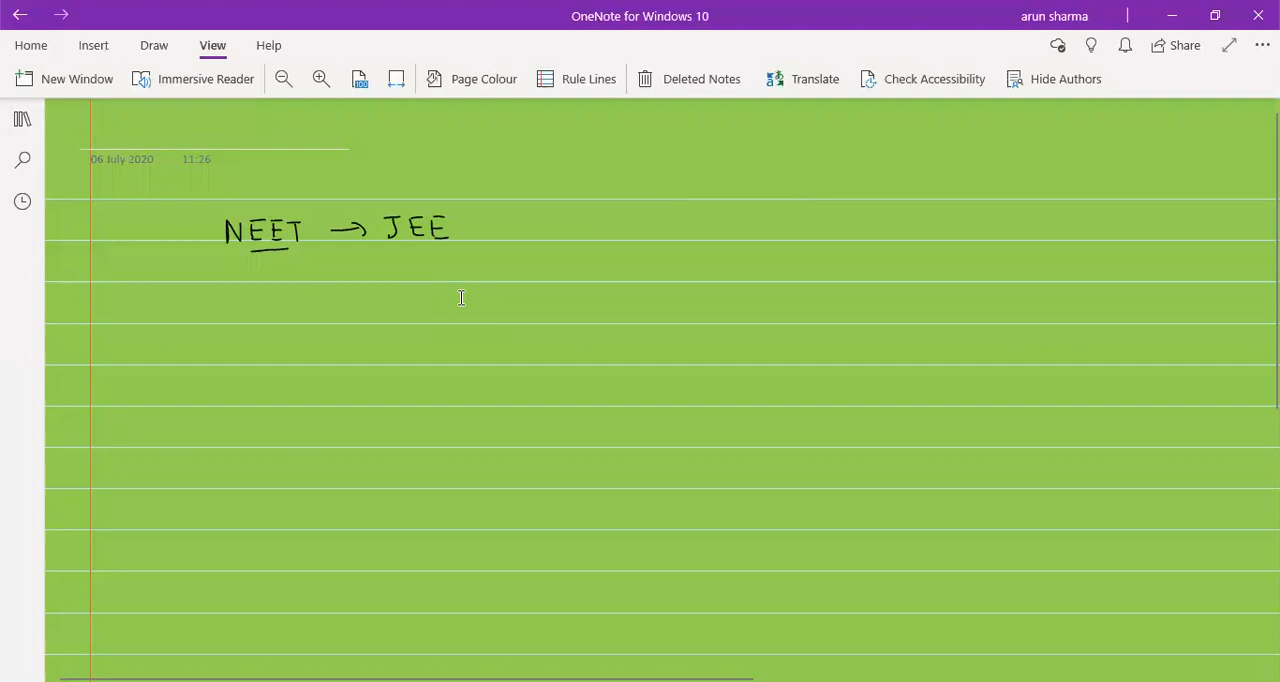 OneNote for Windows 10
arun sharma
Home Insert Draw View Help
Share
New Window Immersive Reader Page Colour Rule Lines Deleted Notes Translate Check Accessibility Hide Authors
06 July 2020 11:26
NEET → JEE